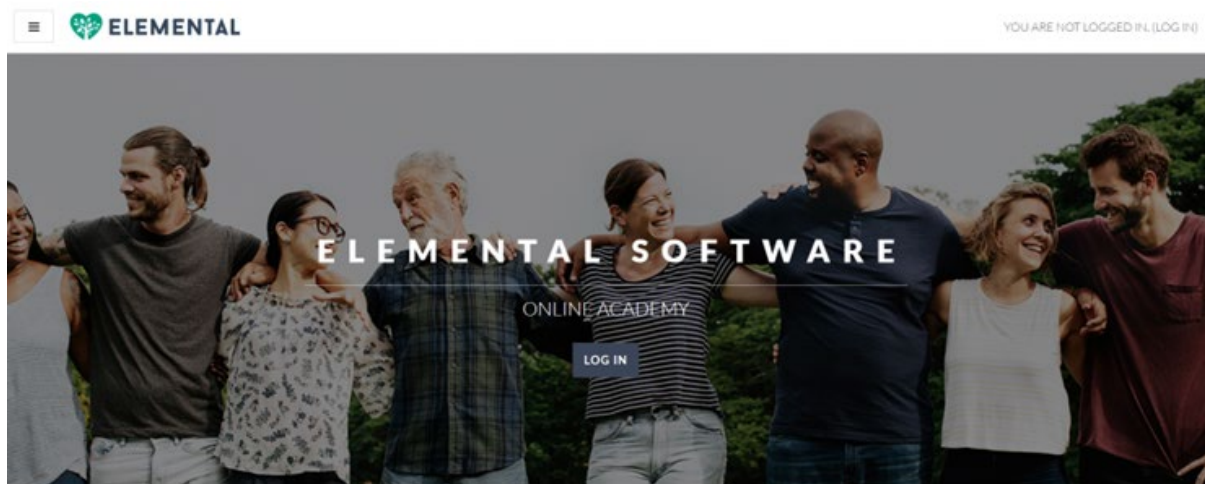 ELEMENTAL
YOU ARE NOT LOGGED IN. (LOG IN)
ELEMENTAL SOFTWARE
ONLINE ACADEMY
LOG IN